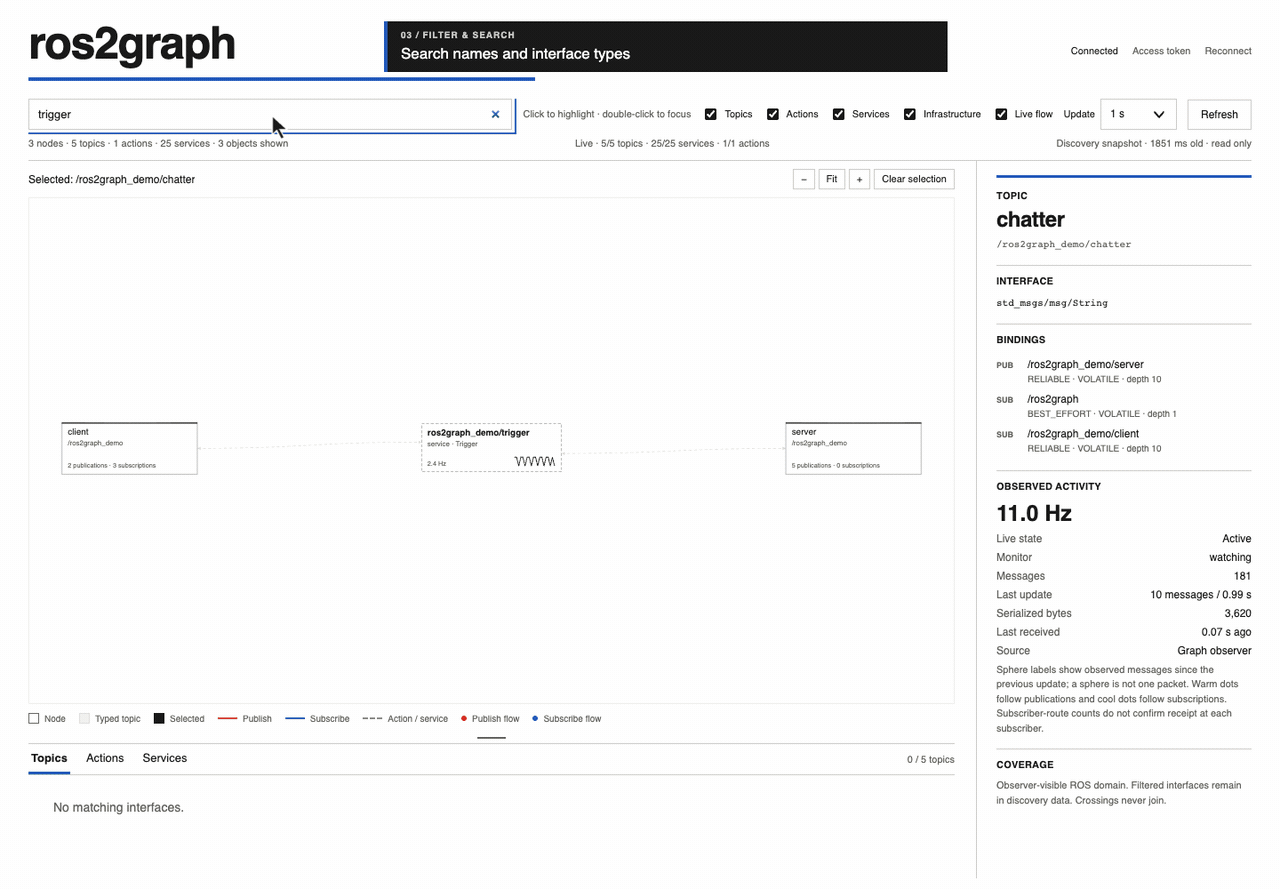 ros2graph
03 / FILTER & SEARCH
Search names and interface types
Connected Access token Reconnect
trigger
Click to highlight · double-click to focus Topics Actions Services Infrastructure Live flow Update 1 s Refresh
3 nodes · 5 topics · 1 actions · 25 services · 3 objects shown
Live · 5/5 topics · 25/25 services · 1/1 actions
Discovery snapshot · 1851 ms old · read only
Selected: /ros2graph_demo/chatter
− Fit + Clear selection
client
/ros2graph_demo
2 publications · 3 subscriptions
ros2graph_demo/trigger
service · Trigger
2.4 Hz
server
/ros2graph_demo
5 publications · 0 subscriptions
Node Typed topic Selected Publish Subscribe Action / service Publish flow Subscribe flow
Topics Actions Services
0 / 5 topics
No matching interfaces.
TOPIC
chatter
/ros2graph_demo/chatter
INTERFACE
std_msgs/msg/String
BINDINGS
PUB /ros2graph_demo/server
RELIABLE · VOLATILE · depth 10
SUB /ros2graph
BEST_EFFORT · VOLATILE · depth 1
SUB /ros2graph_demo/client
RELIABLE · VOLATILE · depth 10
OBSERVED ACTIVITY
11.0 Hz
Live state Active
Monitor watching
Messages 181
Last update 10 messages / 0.99 s
Serialized bytes 3,620
Last received 0.07 s ago
Source Graph observer
Sphere labels show observed messages since the
previous update; a sphere is not one packet. Warm dots
follow publications and cool dots follow subscriptions.
Subscriber-route counts do not confirm receipt at each
subscriber.
COVERAGE
Observer-visible ROS domain. Filtered interfaces remain
in discovery data. Crossings never join.